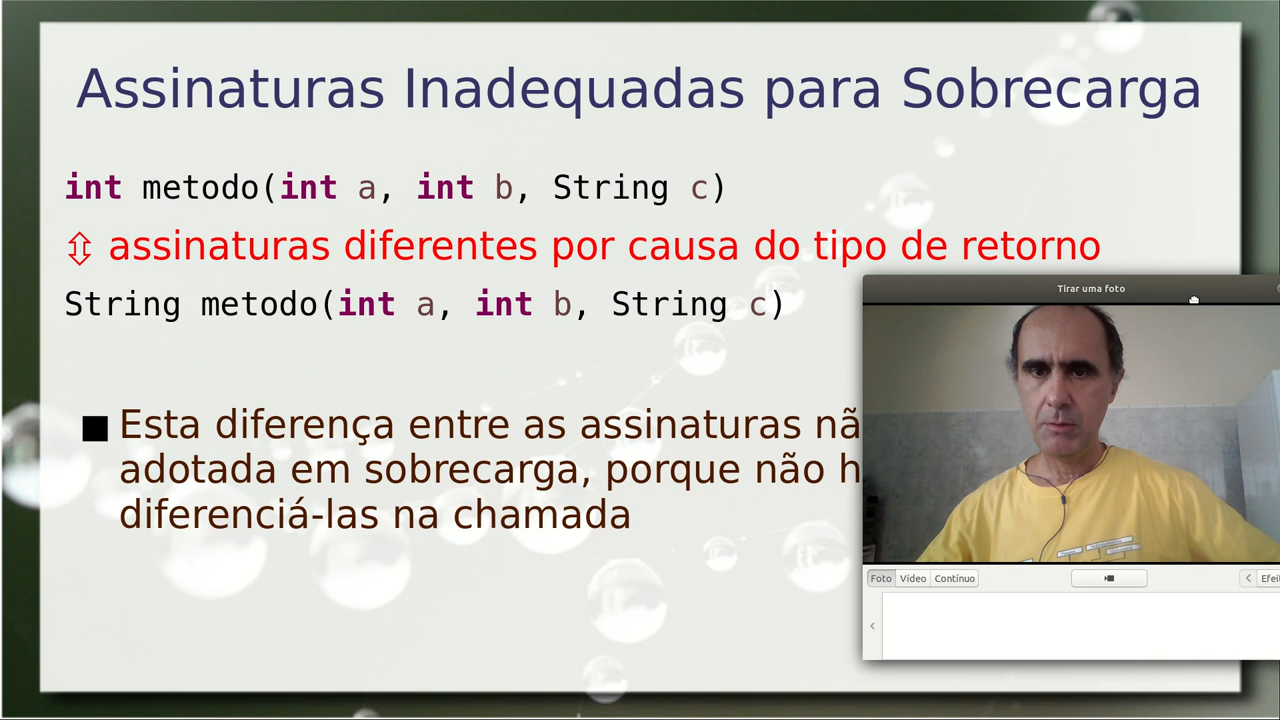 Assinaturas Inadequadas para Sobrecarga
int metodo(int a, int b, String c)
⇳ assinaturas diferentes por causa do tipo de retorno
String metodo(int a, int b, String c)
■ Esta diferença entre as assinaturas nã
adotada em sobrecarga, porque não h
diferenciá-las na chamada
Tirar uma foto
Foto Vídeo Contínuo
Efei